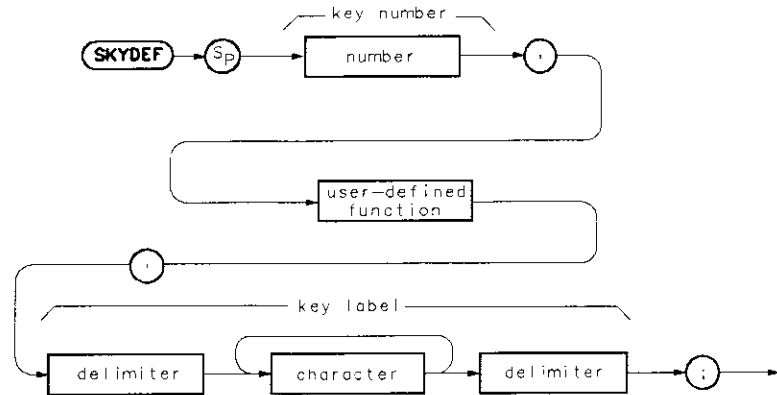 key number
SKYDEF SP number ,
user-defined
function
,
key label
delimiter character delimiter ;